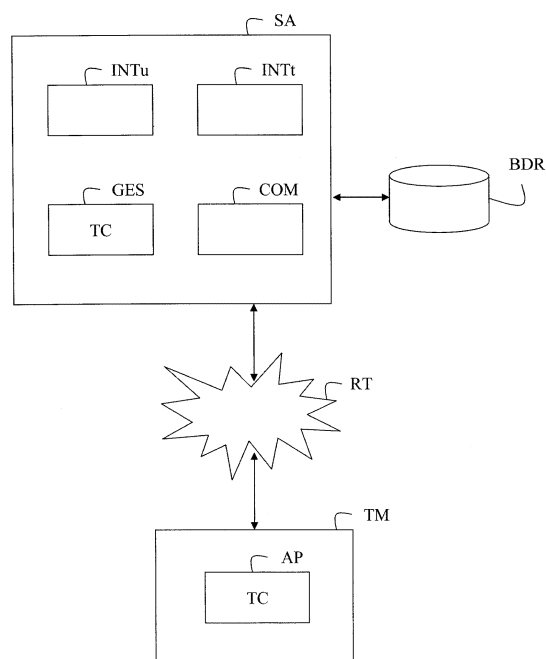 SA
INTu INTt
BDR
GES COM
TC
RT
TM
AP
TC